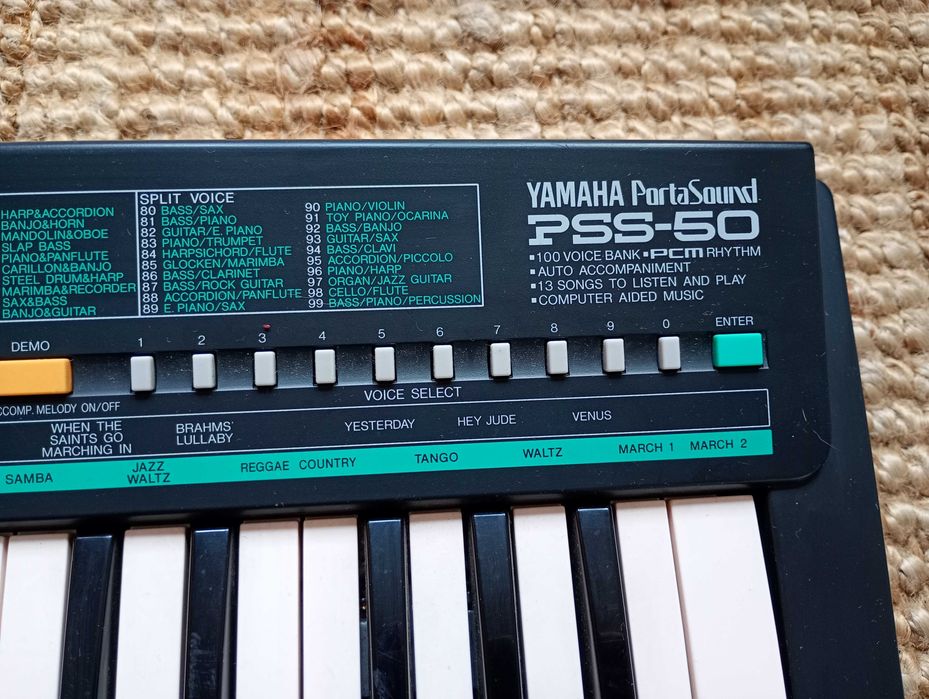 HARP&ACCORDION
BANJO&HORN
MANDOLIN&OBOE
SLAP BASS
PIANO&PANFLUTE
CARILLON&BANJO
STEEL DRUM&HARP
MARIMBA&RECORDER
SAX&BASS
BANJO&GUITAR
SPLIT VOICE
80 BASS/SAX
81 BASS/PIANO
82 GUITAR/E. PIANO
83 PIANO/TRUMPET
84 HARPSICHORD/FLUTE
85 GLOCKEN/MARIMBA
86 BASS/CLARINET
87 BASS/ROCK GUITAR
88 ACCORDION/PANFLUTE
89 E. PIANO/SAX
90 PIANO/VIOLIN
91 TOY PIANO/OCARINA
92 BASS/BANJO
93 GUITAR/SAX
94 BASS/CLAVI
95 ACCORDION/PICCOLO
96 PIANO/HARP
97 ORGAN/JAZZ GUITAR
98 CELLO/FLUTE
99 BASS/PIANO/PERCUSSION
YAMAHA PortaSound
PSS-50
▪100 VOICE BANK ▪PCM RHYTHM
▪AUTO ACCOMPANIMENT
▪13 SONGS TO LISTEN AND PLAY
▪COMPUTER AIDED MUSIC
DEMO 1 2 3 4 5 6 7 8 9 0 ENTER
VOICE SELECT
MELODY ON/OFF
WHEN THE
SAINTS GO
MARCHING IN
BRAHMS'
LULLABY
YESTERDAY
HEY JUDE
VENUS
SAMBA
JAZZ
WALTZ
REGGAE
COUNTRY
TANGO
WALTZ
MARCH 1
MARCH 2